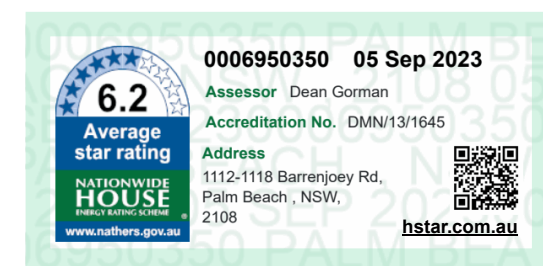 0006950350 05 Sep 2023
Assessor Dean Gorman
Accreditation No. DMN/13/1645
Address
1112-1118 Barrenjoey Rd,
Palm Beach , NSW,
2108
hstar.com.au
6.2
Average
star rating
NATIONWIDE
HOUSE
ENERGY RATING SCHEME
®
www.nathers.gov.au